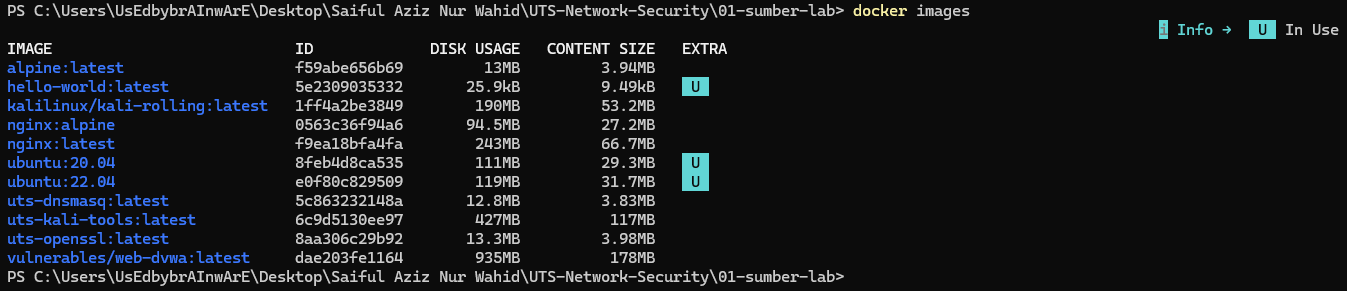 PS C:\Users\UsEdbybrAInwArE\Desktop\Saiful Aziz Nur Wahid\UTS-Network-Security\01-sumber-lab> docker images
i Info → U In Use
IMAGE ID DISK USAGE CONTENT SIZE EXTRA
alpine:latest f59abe656b69 13MB 3.94MB
hello-world:latest 5e2309035332 25.9kB 9.49kB U
kalilinux/kali-rolling:latest 1ff4a2be3849 190MB 53.2MB
nginx:alpine 0563c36f94a6 94.5MB 27.2MB
nginx:latest f9ea18bfa4fa 243MB 66.7MB
ubuntu:20.04 8feb4d8ca535 111MB 29.3MB U
ubuntu:22.04 e0f80c829509 119MB 31.7MB U
uts-dnsmasq:latest 5c863232148a 12.8MB 3.83MB
uts-kali-tools:latest 6c9d5130ee97 427MB 117MB
uts-openssl:latest 8aa306c29b92 13.3MB 3.98MB
vulnerables/web-dvwa:latest dae203fe1164 935MB 178MB
PS C:\Users\UsEdbybrAInwArE\Desktop\Saiful Aziz Nur Wahid\UTS-Network-Security\01-sumber-lab>